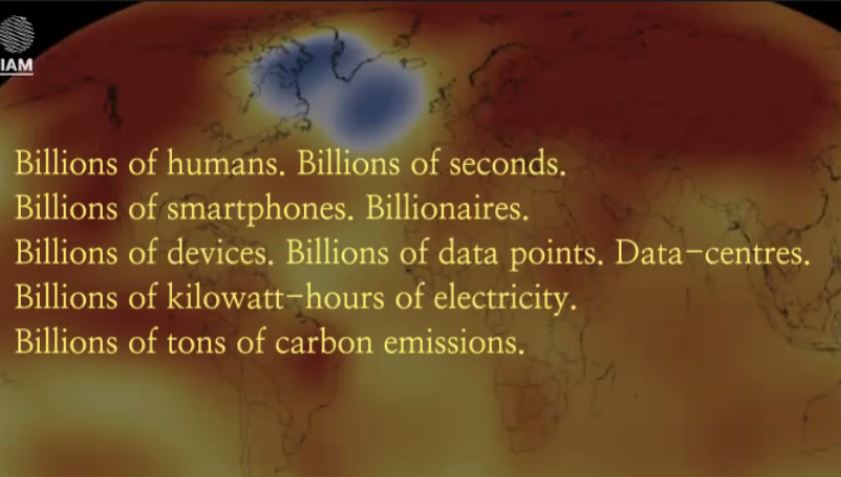 IAM
Billions of humans. Billions of seconds.
Billions of smartphones. Billionaires.
Billions of devices. Billions of data points. Data-centres.
Billions of kilowatt-hours of electricity.
Billions of tons of carbon emissions.